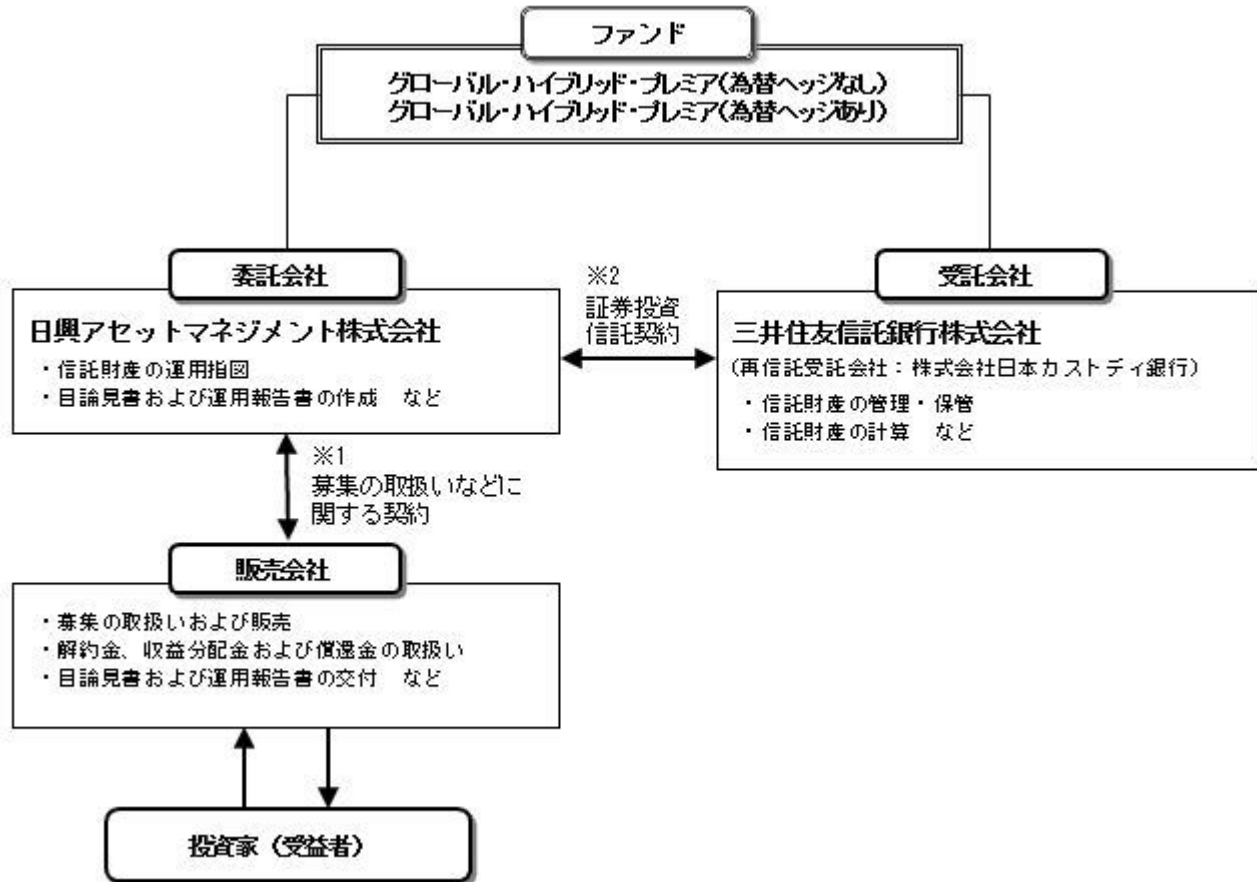 ファンド
グローバル・ハイブリッド・プレミア(為替ヘッジなし)
グローバル・ハイブリッド・プレミア(為替ヘッジあり)
委託会社
日興アセットマネジメント株式会社
・信託財産の運用指図
・目論見書および運用報告書の作成 など
※2
証券投資
信託契約
受託会社
三井住友信託銀行株式会社
(再信託受託会社：株式会社日本カストディ銀行)
・信託財産の管理・保管
・信託財産の計算 など
※1
募集の取扱いなどに
関する契約
販売会社
・募集の取扱いおよび販売
・解約金、収益分配金および償還金の取扱い
・目論見書および運用報告書の交付 など
投資家（受益者）